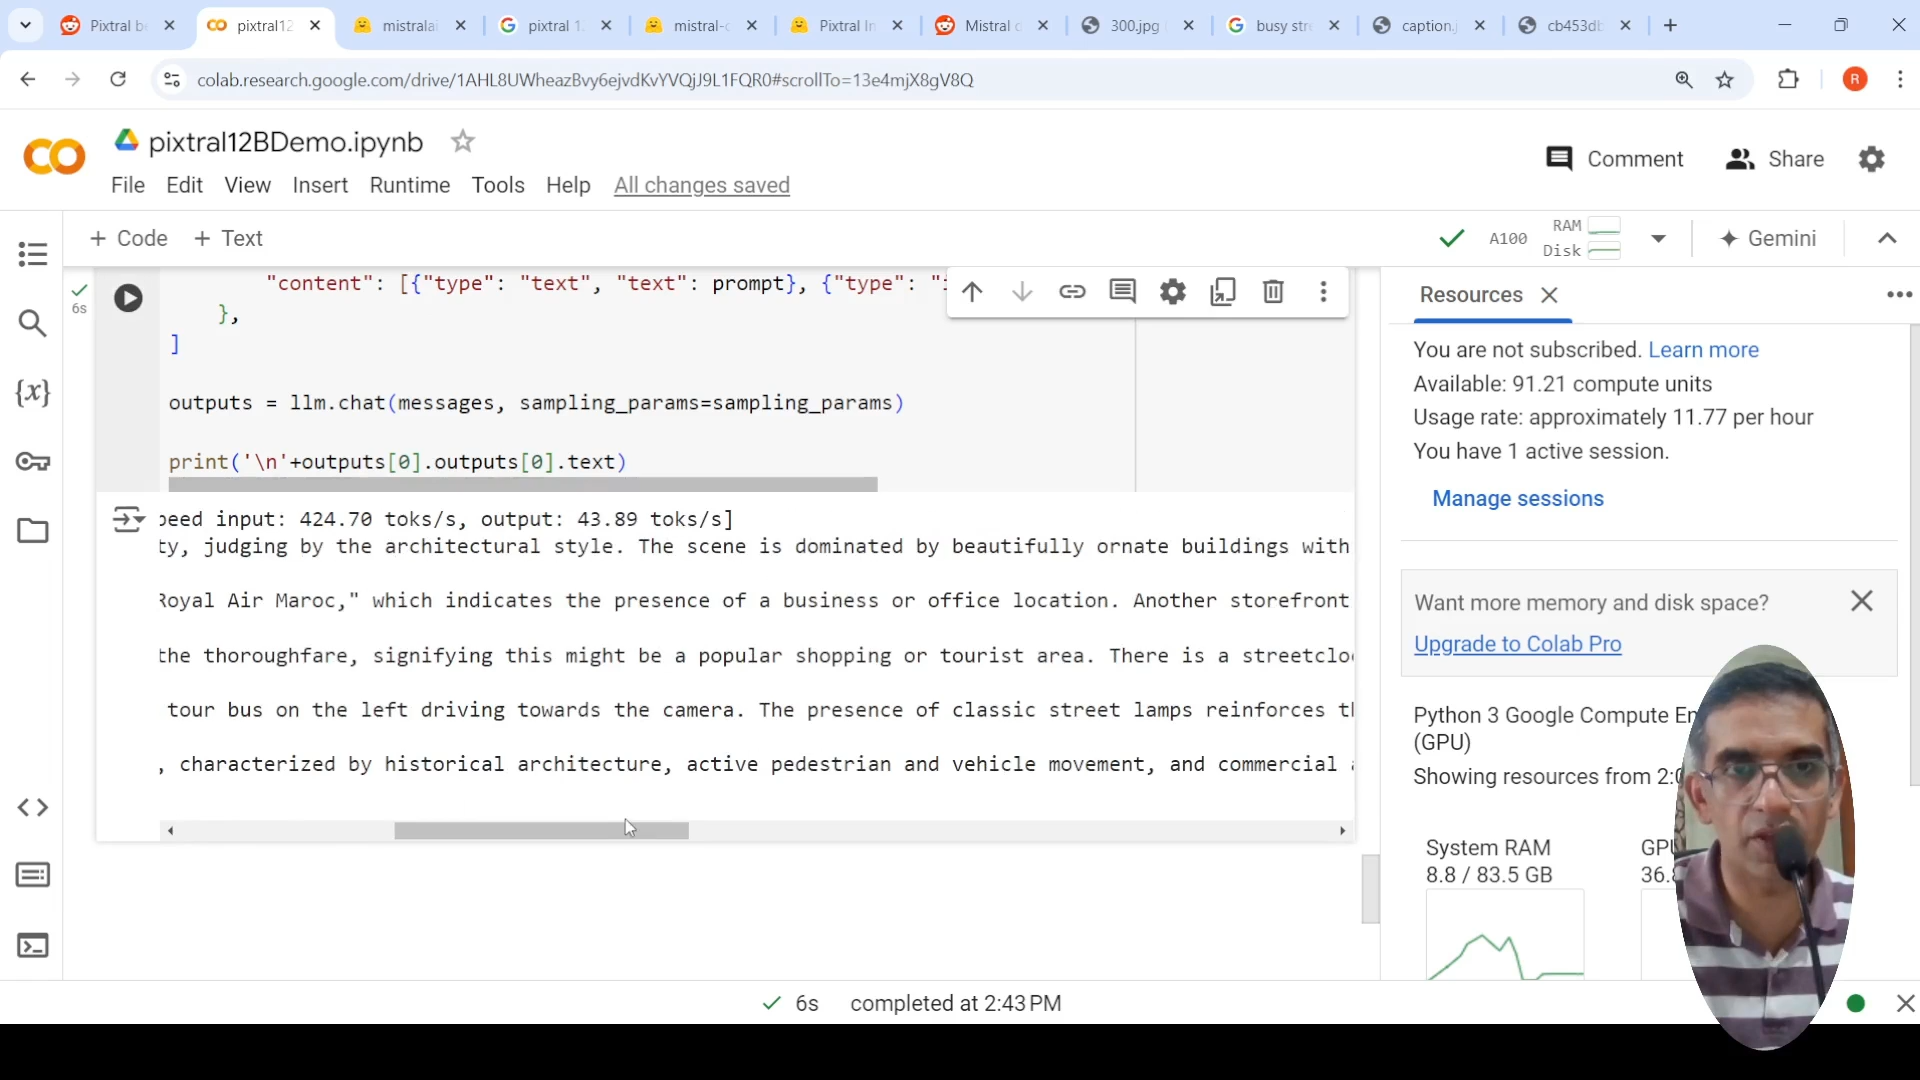 Pixtral be
pixtral12
mistralai
pixtral 1.
mistral-c
Pixtral In
Mistral c
300.jpg
busy str
caption.j
cb453db
colab.research.google.com/drive/1AHL8UWheazBvy6ejvdKvYVQjJ9L1FQR0#scrollTo=13e4mjX8gV8Q
R
CO
pixtral12BDemo.ipynb
Comment
Share
File Edit View Insert Runtime Tools Help All changes saved
+ Code + Text
A100
RAM
Disk
Gemini
6s
"content": [{"type": "text", "text": prompt}, {"type": "i
},
]
outputs = llm.chat(messages, sampling_params=sampling_params)
print('\n'+outputs[0].outputs[0].text)
peed input: 424.70 toks/s, output: 43.89 toks/s]
ty, judging by the architectural style. The scene is dominated by beautifully ornate buildings with
Royal Air Maroc," which indicates the presence of a business or office location. Another storefront
the thoroughfare, signifying this might be a popular shopping or tourist area. There is a streetclo
tour bus on the left driving towards the camera. The presence of classic street lamps reinforces th
, characterized by historical architecture, active pedestrian and vehicle movement, and commercial a
Resources
You are not subscribed. Learn more
Available: 91.21 compute units
Usage rate: approximately 11.77 per hour
You have 1 active session.
Manage sessions
Want more memory and disk space?
Upgrade to Colab Pro
Python 3 Google Compute En
(GPU)
Showing resources from 2:0
System RAM
8.8 / 83.5 GB
GPU
36.8
6s completed at 2:43 PM